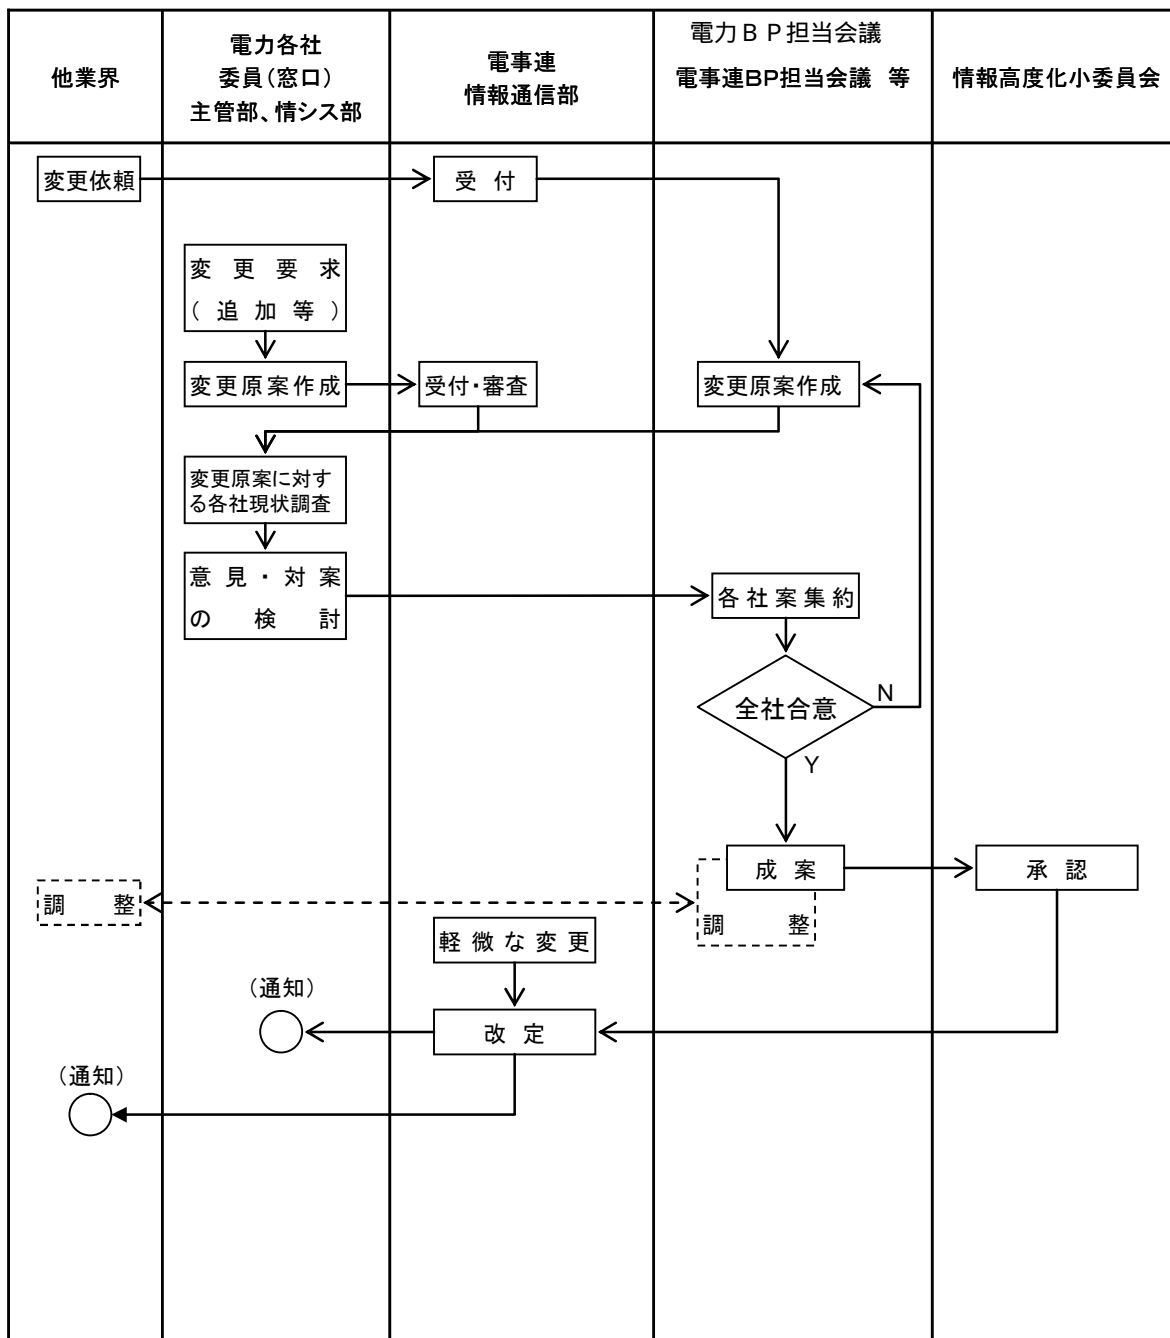 他業界
電力各社
委員(窓口)
主管部、情シス部
電事連
情報通信部
電力ＢＰ担当会議
電事連BP担当会議 等
情報高度化小委員会
変更依頼
受 付
変更要求
(追加等)
変更原案作成
受付・審査
変更原案作成
変更原案に対す
る各社現状調査
意見・対案
の検討
各社案集約
全社合意
N
Y
成 案
承 認
調 整
調 整
軽微な変更
(通知)
改 定
(通知)